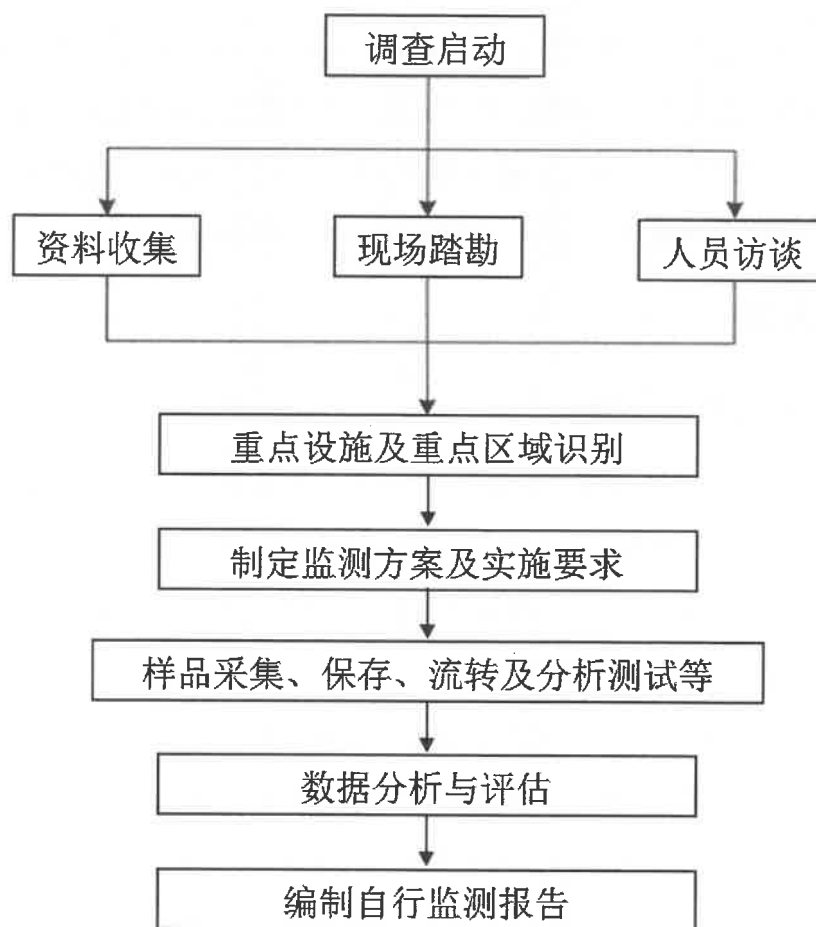 调查启动
资料收集
现场踏勘
人员访谈
重点设施及重点区域识别
制定监测方案及实施要求
样品采集、保存、流转及分析测试等
数据分析与评估
编制自行监测报告